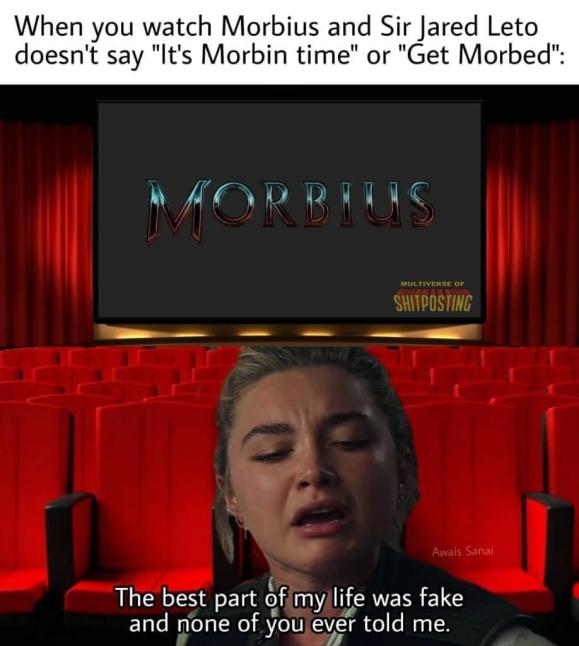 When you watch Morbius and Sir Jared Leto
doesn't say "It's Morbin time" or "Get Morbed":
MORBIUS
MULTIVERSE OF
SHITPOSTING
Awais Sanai
The best part of my life was fake
and none of you ever told me.